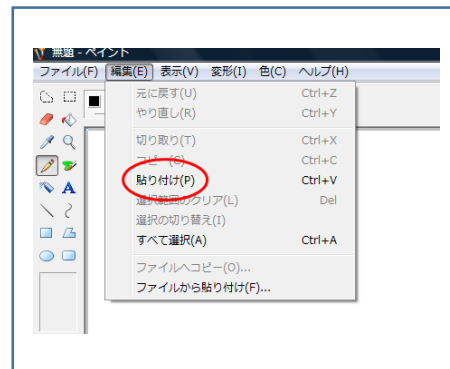 無題 - ペイント
ファイル(F) 編集(E) 表示(V) 変形(I) 色(C) ヘルプ(H)
元に戻す(U) Ctrl+Z
やり直し(R) Ctrl+Y
切り取り(T) Ctrl+X
コピー(C) Ctrl+C
貼り付け(P) Ctrl+V
選択範囲のクリア(L) Del
選択の切り替え(I)
すべて選択(A) Ctrl+A
ファイルへコピー(O)...
ファイルから貼り付け(F)...
A